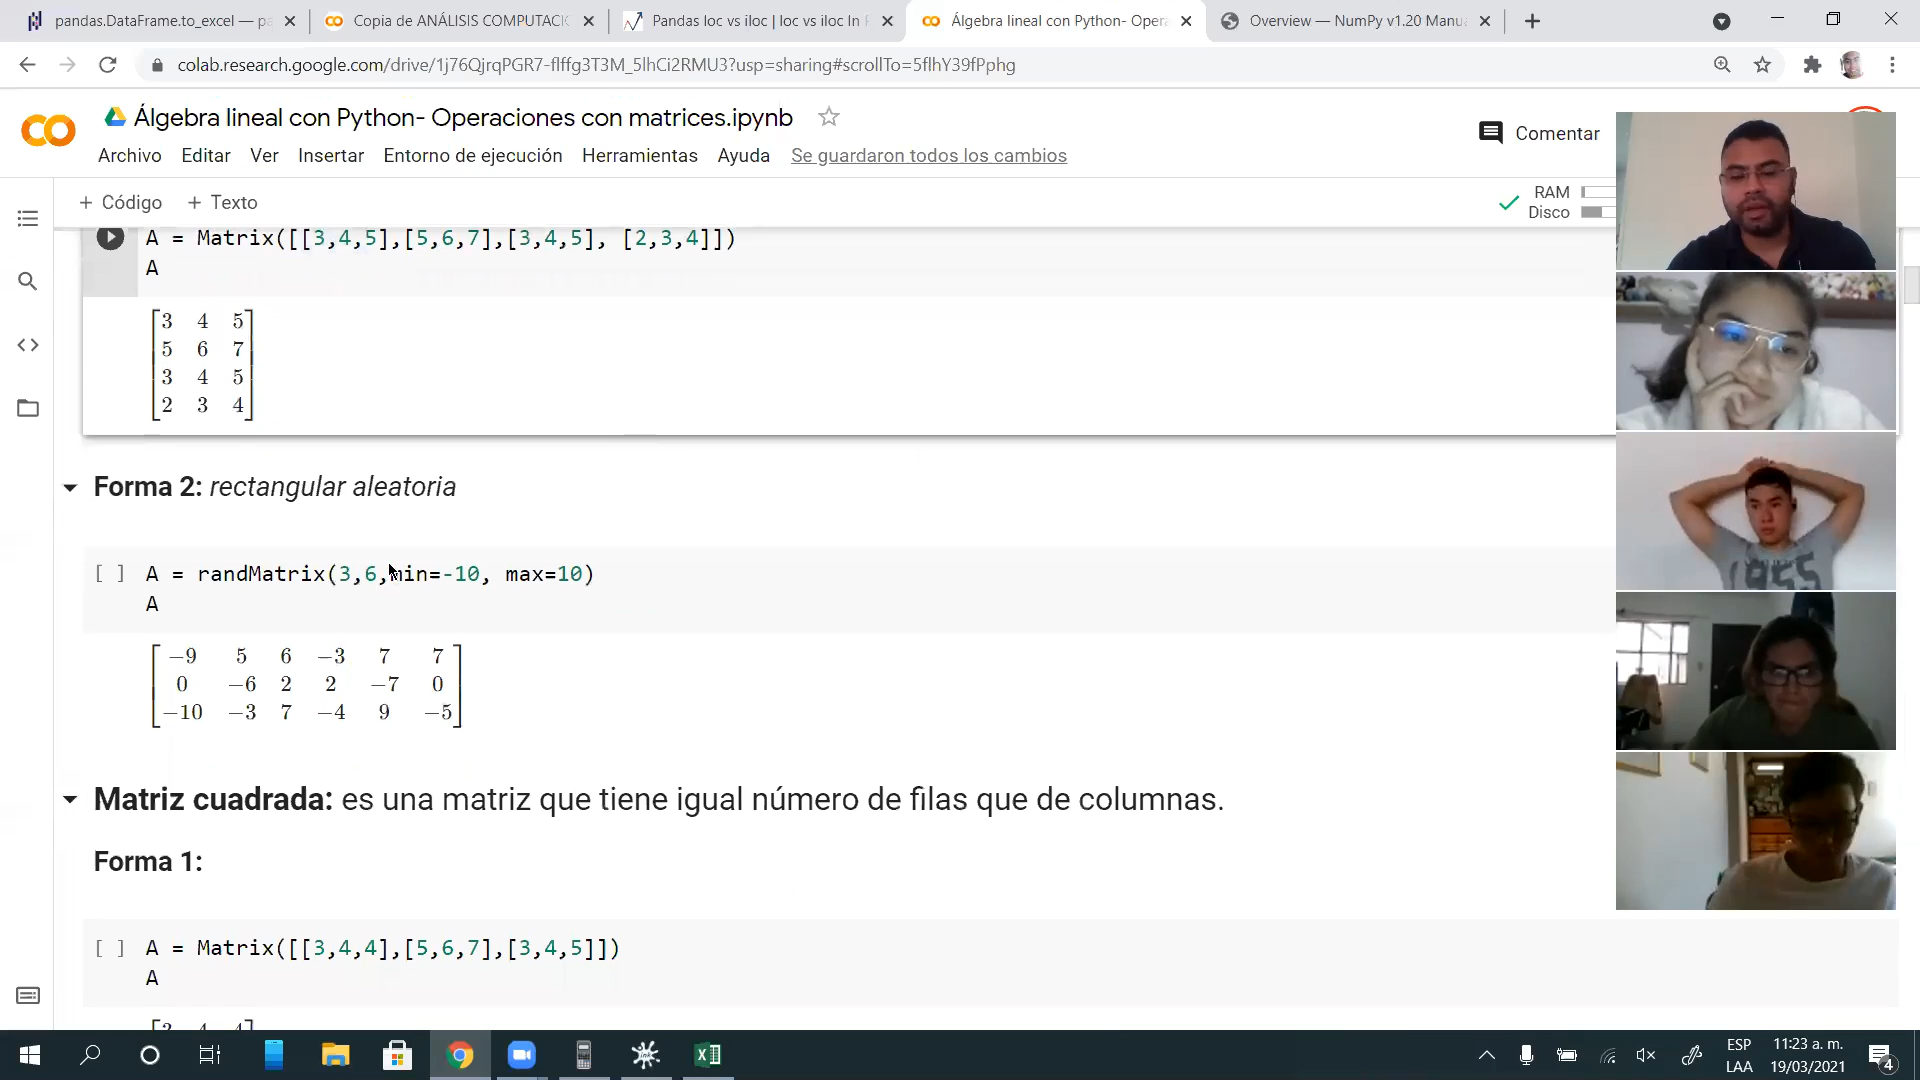 pandas.DataFrame.to_excel — pa
Copia de ANÁLISIS COMPUTACK
Pandas loc vs iloc | loc vs iloc In P
Álgebra lineal con Python- Opera
Overview — NumPy v1.20 Manua
colab.research.google.com/drive/1j76QjrqPGR7-flffg3T3M_5lhCi2RMU3?usp=sharing#scrollTo=5flhY39fPphg
CO Álgebra lineal con Python- Operaciones con matrices.ipynb
Comentar
Archivo Editar Ver Insertar Entorno de ejecución Herramientas Ayuda Se guardaron todos los cambios
+ Código + Texto
RAM
Disco
A = Matrix([[3,4,5],[5,6,7],[3,4,5], [2,3,4]])
A
3 4 5
5 6 7
3 4 5
2 3 4
Forma 2: rectangular aleatoria
[ ] A = randMatrix(3,6,min=-10, max=10)
A
−9 5 6 −3 7 7
0 −6 2 2 −7 0
−10 −3 7 −4 9 −5
Matriz cuadrada: es una matriz que tiene igual número de filas que de columnas.
Forma 1:
[ ] A = Matrix([[3,4,4],[5,6,7],[3,4,5]])
A
1955
ESP
LAA
11:23 a. m.
19/03/2021
4